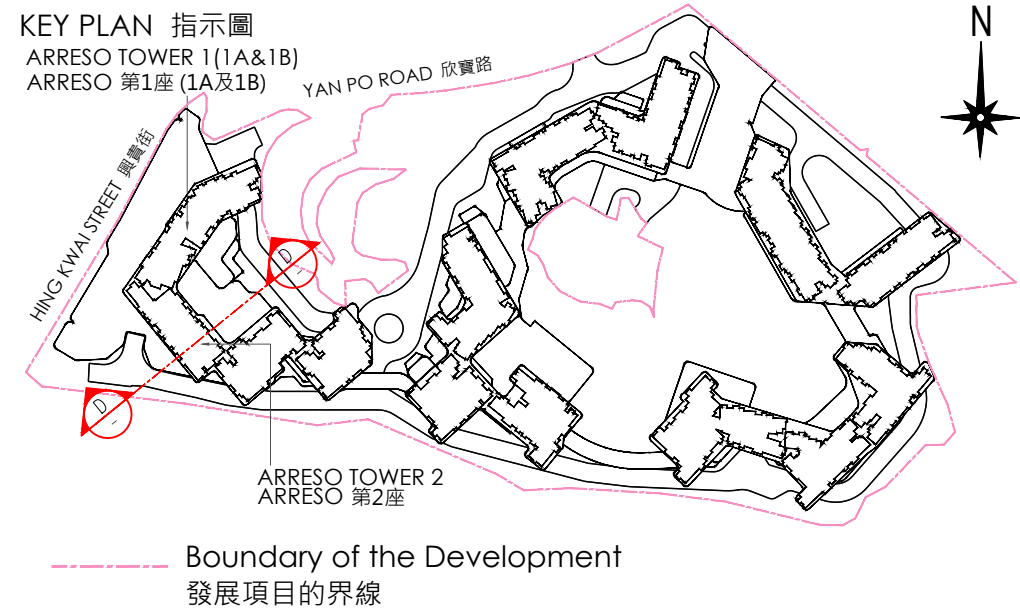 KEY PLAN 指示圖
ARRESO TOWER 1(1A&1B)
ARRESO 第1座 (1A及1B)
N
YAN PO ROAD 欣寶路
HING KWAI STREET 興貴街
D
-
D
-
ARRESO TOWER 2
ARRESO 第2座
Boundary of the Development
發展項目的界線